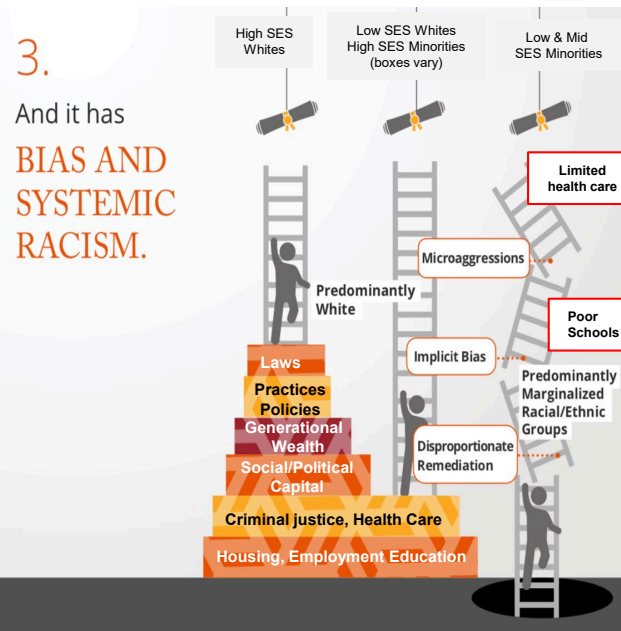 3.
And it has
BIAS AND
SYSTEMIC
RACISM.
High SES
Whites
Low SES Whites
High SES Minorities
(boxes vary)
Low & Mid
SES Minorities
Limited
health care
Microaggressions
Predominantly
White
Poor
Schools
Implicit Bias
Predominantly
Marginalized
Racial/Ethnic
Groups
Disproportionate
Remediation
Laws
Practices
Policies
Generational
Wealth
Social/Political
Capital
Criminal justice, Health Care
Housing, Employment Education